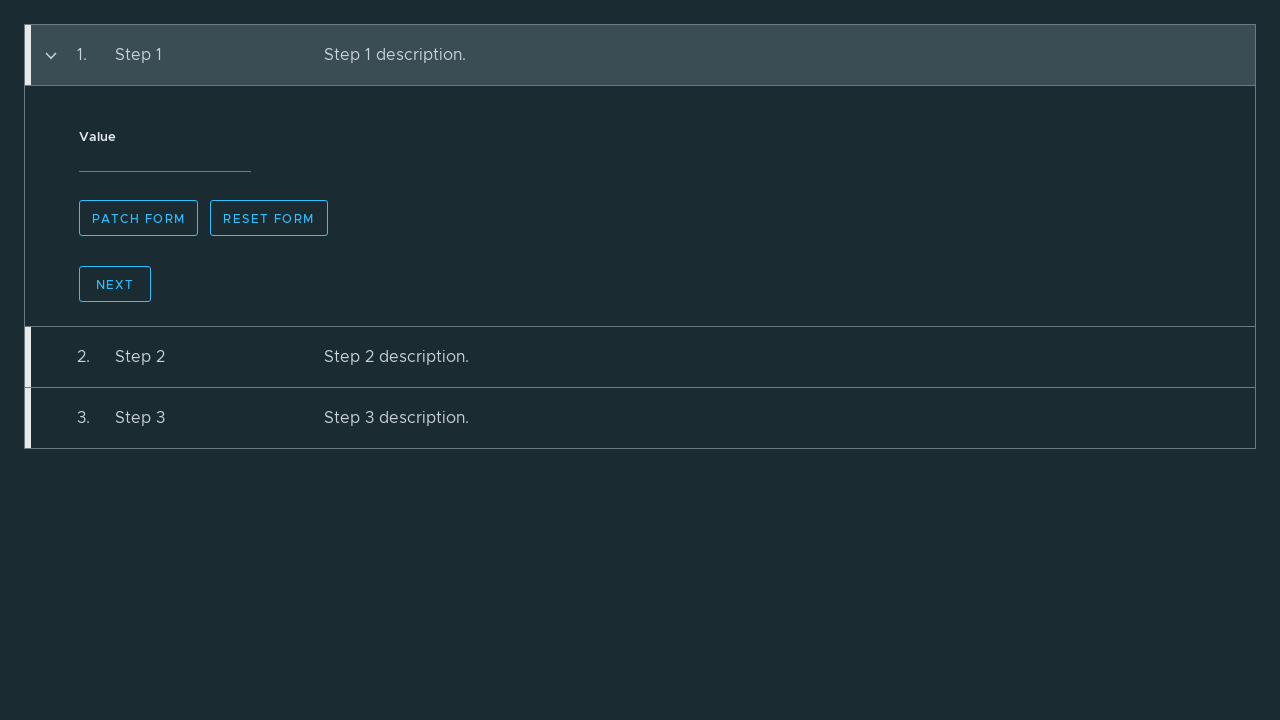 1. Step 1 Step 1 description.
Value
PATCH FORM RESET FORM
NEXT
2. Step 2 Step 2 description.
3. Step 3 Step 3 description.